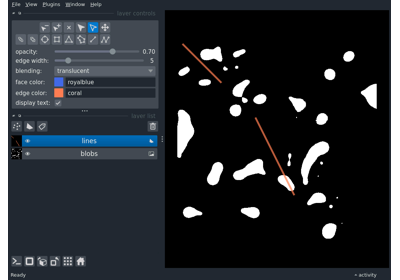 File View Plugins Window Help
layer controls
opacity: 0.70
edge width: 5
blending: translucent
face color: royalblue
edge color: coral
display text:
layer list
lines
blobs
Ready
activity